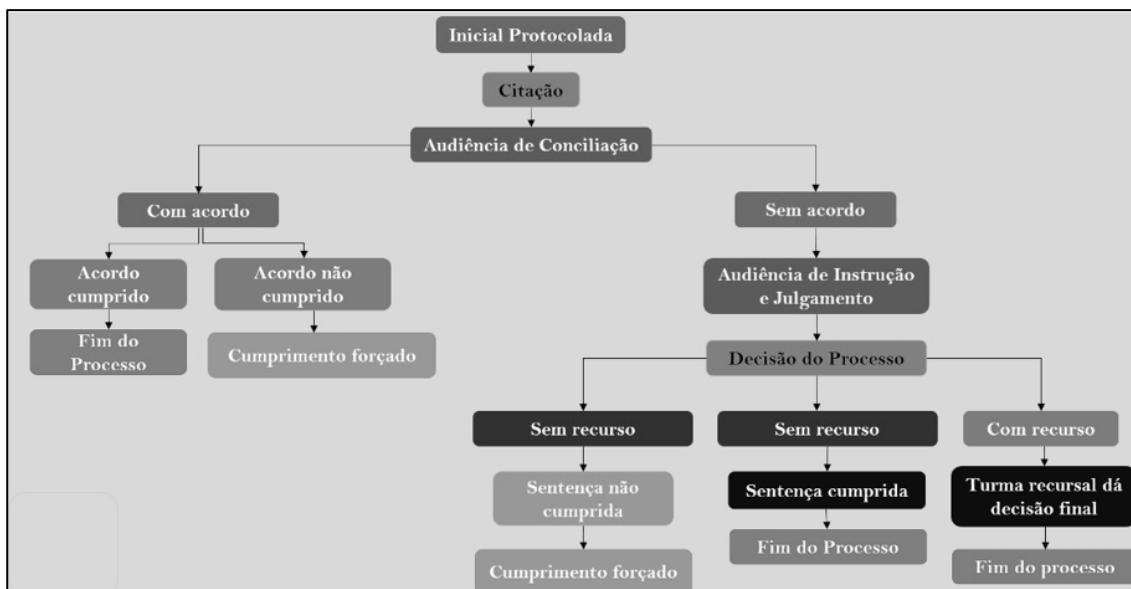 Inicial Protocolada
Citação
Audiência de Conciliação
Com acordo
Sem acordo
Acordo
cumprido
Acordo não
cumprido
Audiência de Instrução
e Julgamento
Fim do
Processo
Cumprimento forçado
Decisão do Processo
Sem recurso
Sem recurso
Com recurso
Sentença não
cumprida
Sentença cumprida
Turma recursal dá
decisão final
Cumprimento forçado
Fim do Processo
Fim do processo